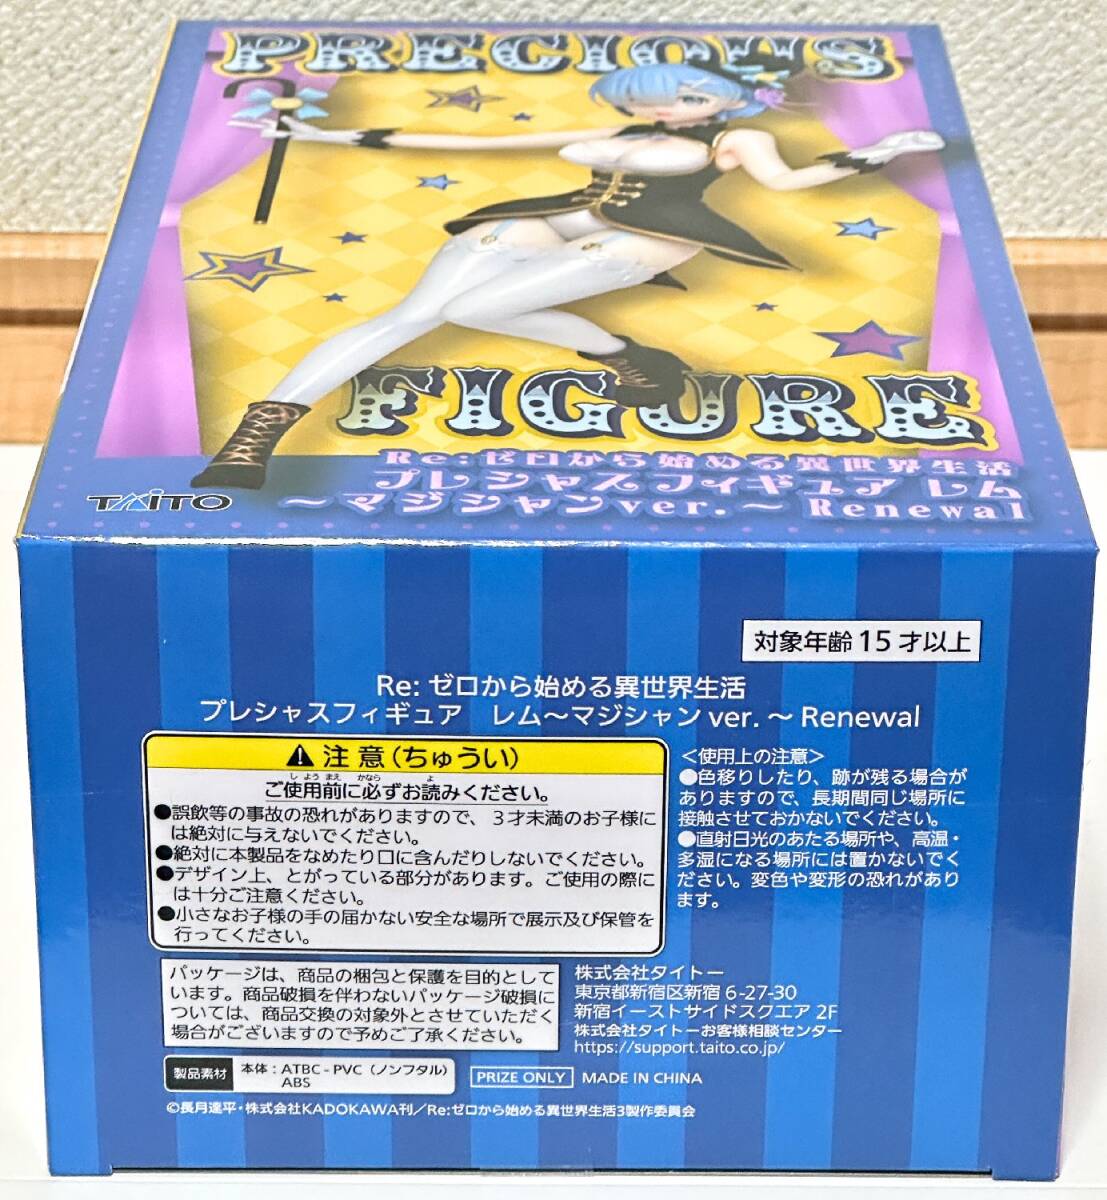 PRECIOUS
FIGURE
Re:ゼロから始める異世界生活
プレシャスフィギュア レム
～マジシャンver.～ Renewal
TAITO
対象年齢15才以上
Re: ゼロから始める異世界生活
プレシャスフィギュア　レム～マジシャン ver. ～ Renewal
注意(ちゅうい)
しようまえ かなら よ
ご使用前に必ずお読みください。
●誤飲等の事故の恐れがありますので、３才未満のお子様に
は絶対に与えないでください。
●絶対に本製品をなめたり口に含んだりしないでください。
●デザイン上、とがっている部分があります。ご使用の際に
は十分ご注意ください。
●小さなお子様の手の届かない安全な場所で展示及び保管を
行ってください。
＜使用上の注意＞
●色移りしたり、跡が残る場合が
ありますので、長期間同じ場所に
接触させておかないでください。
●直射日光のあたる場所や、高温・
多湿になる場所には置かないでく
ださい。変色や変形の恐れがあり
ます。
パッケージは、商品の梱包と保護を目的として
います。商品破損を伴わないパッケージ破損に
ついては、商品交換の対象外とさせていただく
場合がございますので予めご了承ください。
株式会社タイトー
東京都新宿区新宿 6-27-30
新宿イーストサイドスクエア 2F
株式会社タイトーお客様相談センター
https://support.taito.co.jp/
製品素材
本体：ATBC-PVC（ノンフタル）
ABS
PRIZE ONLY
MADE IN CHINA
©長月達平・株式会社KADOKAWA刊／Re:ゼロから始める異世界生活3製作委員会